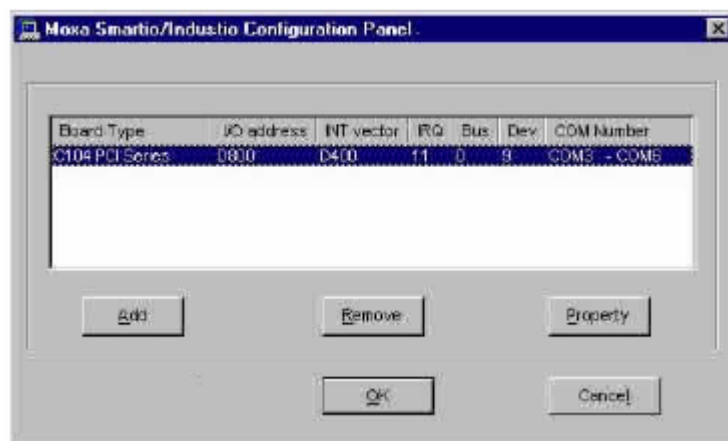 Moxa Smartio/Industio Configuration Panel
Board Type I/O address INT vector IRQ Bus Dev COM Number
C104 PCI Series D800 D400 11 0 9 COM3 - COM6
Add Remove Property
OK Cancel